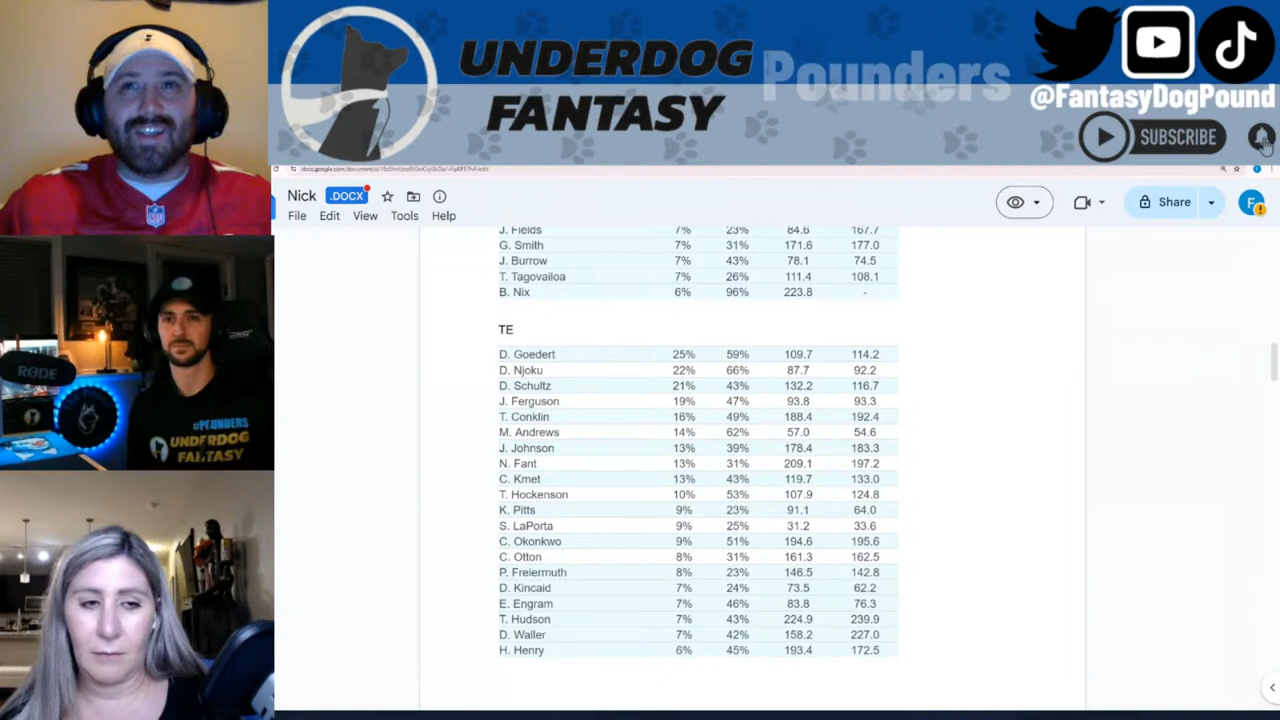 UNDERDOG
FANTASY
Pounders
@FantasyDogPound
SUBSCRIBE
Nick .DOCX
Share
File Edit View Tools Help
J. Fields 7% 23% 84.6 167.7
G. Smith 7% 31% 171.6 177.0
J. Burrow 7% 43% 78.1 74.5
T. Tagovailoa 7% 26% 111.4 108.1
B. Nix 6% 96% 223.8 -
TE
D. Goedert 25% 59% 109.7 114.2
D. Njoku 22% 66% 87.7 92.2
D. Schultz 21% 43% 132.2 116.7
J. Ferguson 19% 47% 93.8 93.3
T. Conklin 16% 49% 188.4 192.4
M. Andrews 14% 62% 57.0 54.6
J. Johnson 13% 39% 178.4 183.3
N. Fant 13% 31% 209.1 197.2
C. Kmet 13% 43% 119.7 133.0
T. Hockenson 10% 53% 107.9 124.8
K. Pitts 9% 23% 91.1 64.0
S. LaPorta 9% 25% 31.2 33.6
C. Okonkwo 9% 51% 194.6 195.6
C. Otton 8% 31% 161.3 162.5
P. Freiermuth 8% 23% 146.5 142.8
D. Kincaid 7% 24% 73.5 62.2
E. Engram 7% 46% 83.8 76.3
T. Hudson 7% 43% 224.9 239.9
D. Waller 7% 42% 158.2 227.0
H. Henry 6% 45% 193.4 172.5
NFL
RØDE
#POUNDERS
UNDERDOG
FANTASY